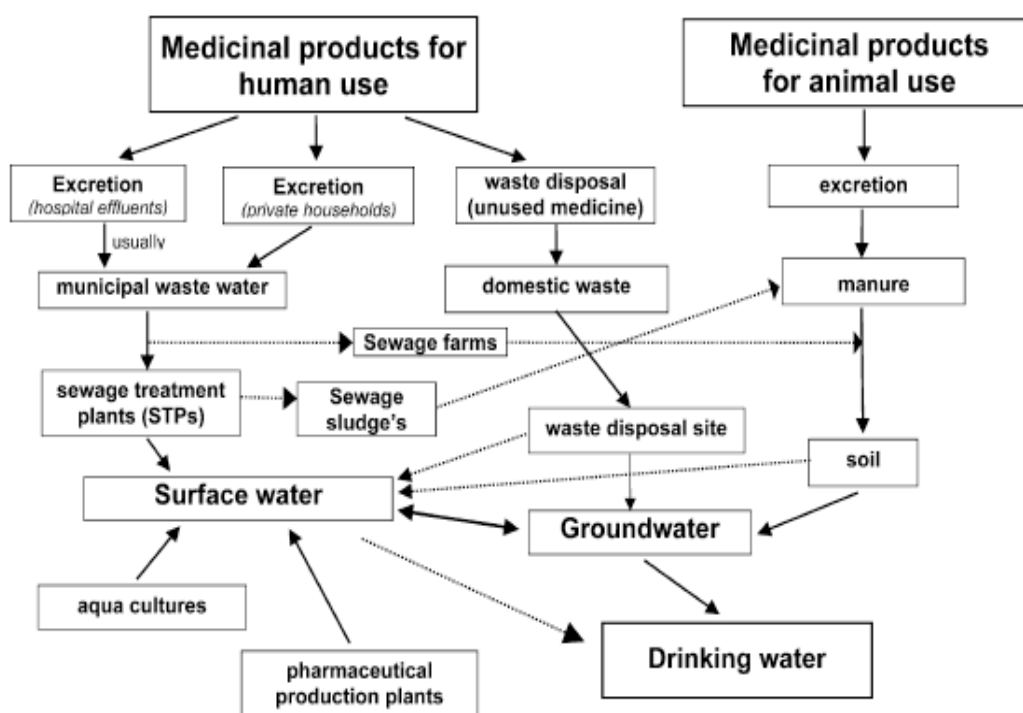 Medicinal products for
human use
Medicinal products
for animal use
Excretion
(hospital effluents)
Excretion
(private households)
waste disposal
(unused medicine)
excretion
usually
municipal waste water
domestic waste
manure
Sewage farms
sewage treatment
plants (STPs)
Sewage
sludge's
waste disposal site
soil
Surface water
Groundwater
aqua cultures
Drinking water
pharmaceutical
production plants